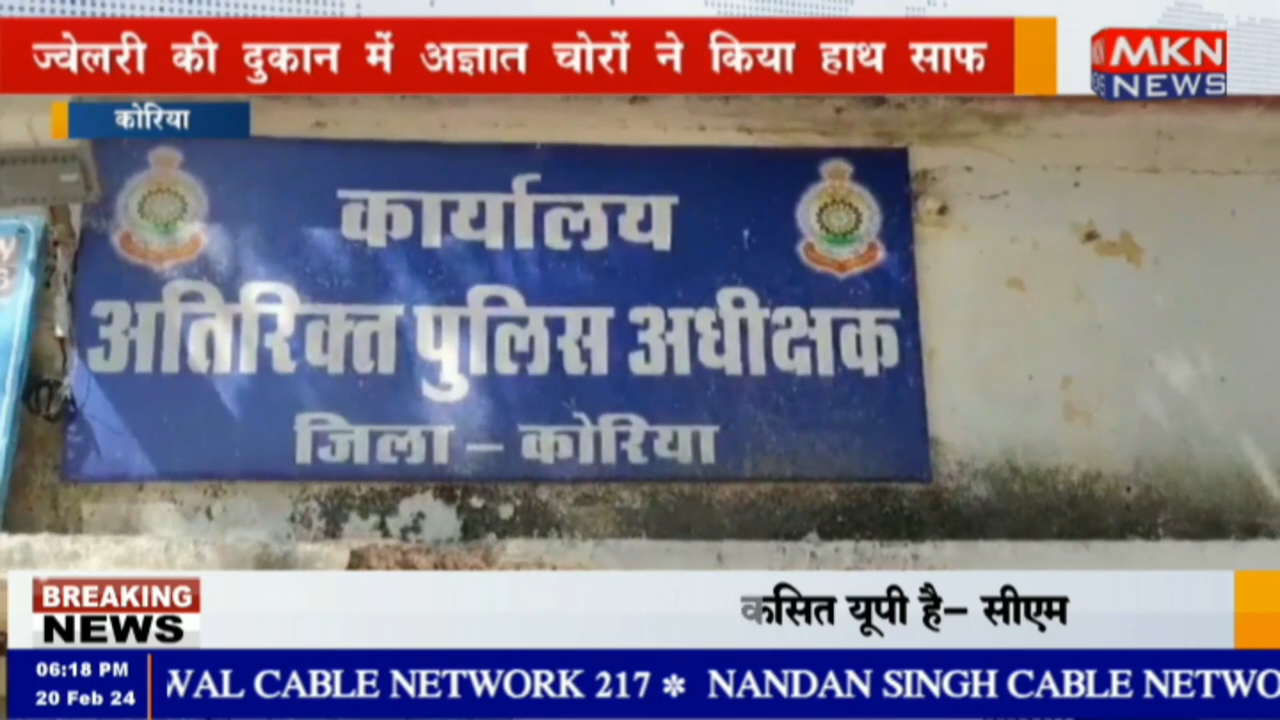 ज्वेलरी की दुकान में अज्ञात चोरों ने किया हाथ साफ
MKN
NEWS
कोरिया
कार्यालय
अतिरिक्त पुलिस अधीक्षक
जिला – कोरिया
BREAKING
NEWS
कसित यूपी है– सीएम
06:18 PM
20 Feb 24
WAL CABLE NETWORK 217 * NANDAN SINGH CABLE NETWO